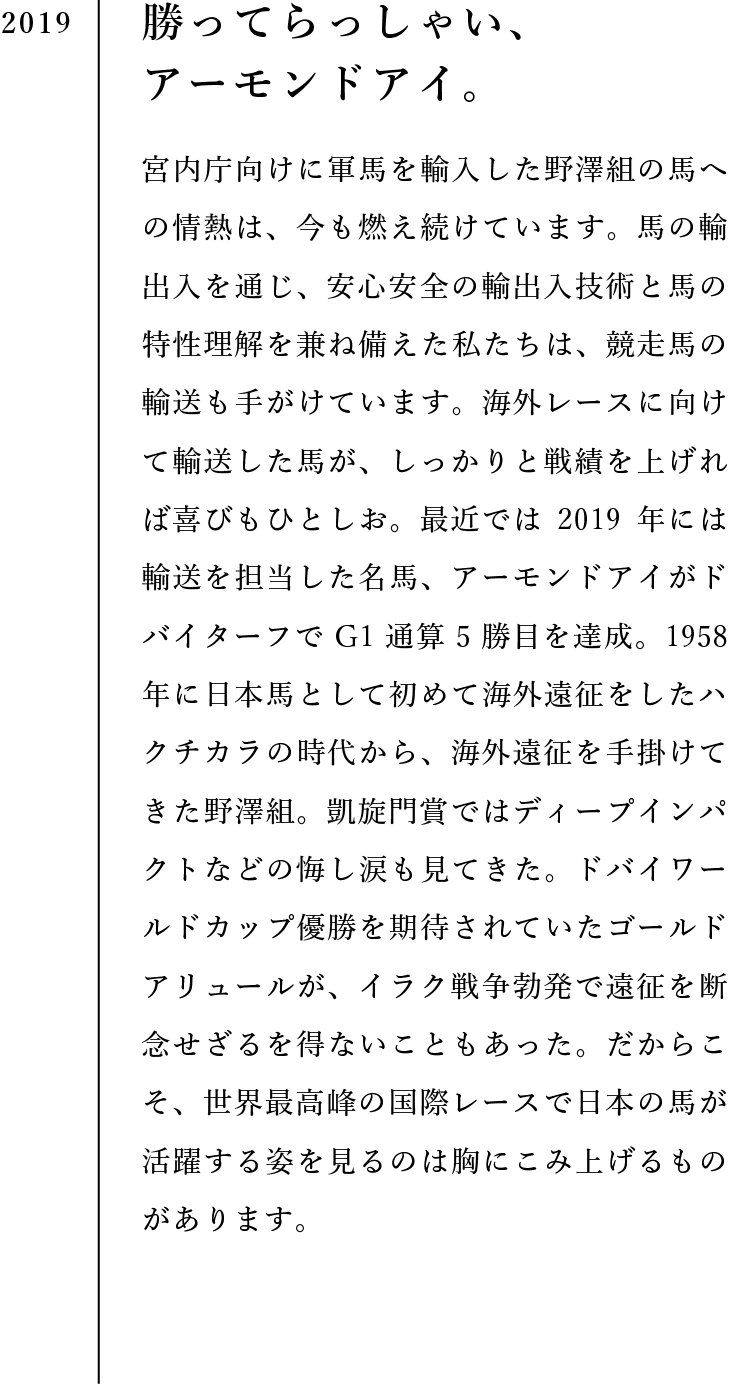 2019
勝ってらっしゃい、
アーモンドアイ。
宮内庁向けに軍馬を輸入した野澤組の馬へ
の情熱は、今も燃え続けています。馬の輸
出入を通じ、安心安全の輸出入技術と馬の
特性理解を兼ね備えた私たちは、競走馬の
輸送も手がけています。海外レースに向け
て輸送した馬が、しっかりと戦績を上げれ
ば喜びもひとしお。最近では 2019 年には
輸送を担当した名馬、アーモンドアイがド
バイターフで G1 通算 5 勝目を達成。1958
年に日本馬として初めて海外遠征をしたハ
クチカラの時代から、海外遠征を手掛けて
きた野澤組。凱旋門賞ではディープインパ
クトなどの悔し涙も見てきた。ドバイワー
ルドカップ優勝を期待されていたゴールド
アリュールが、イラク戦争勃発で遠征を断
念せざるを得ないこともあった。だからこ
そ、世界最高峰の国際レースで日本の馬が
活躍する姿を見るのは胸にこみ上げるもの
があります。